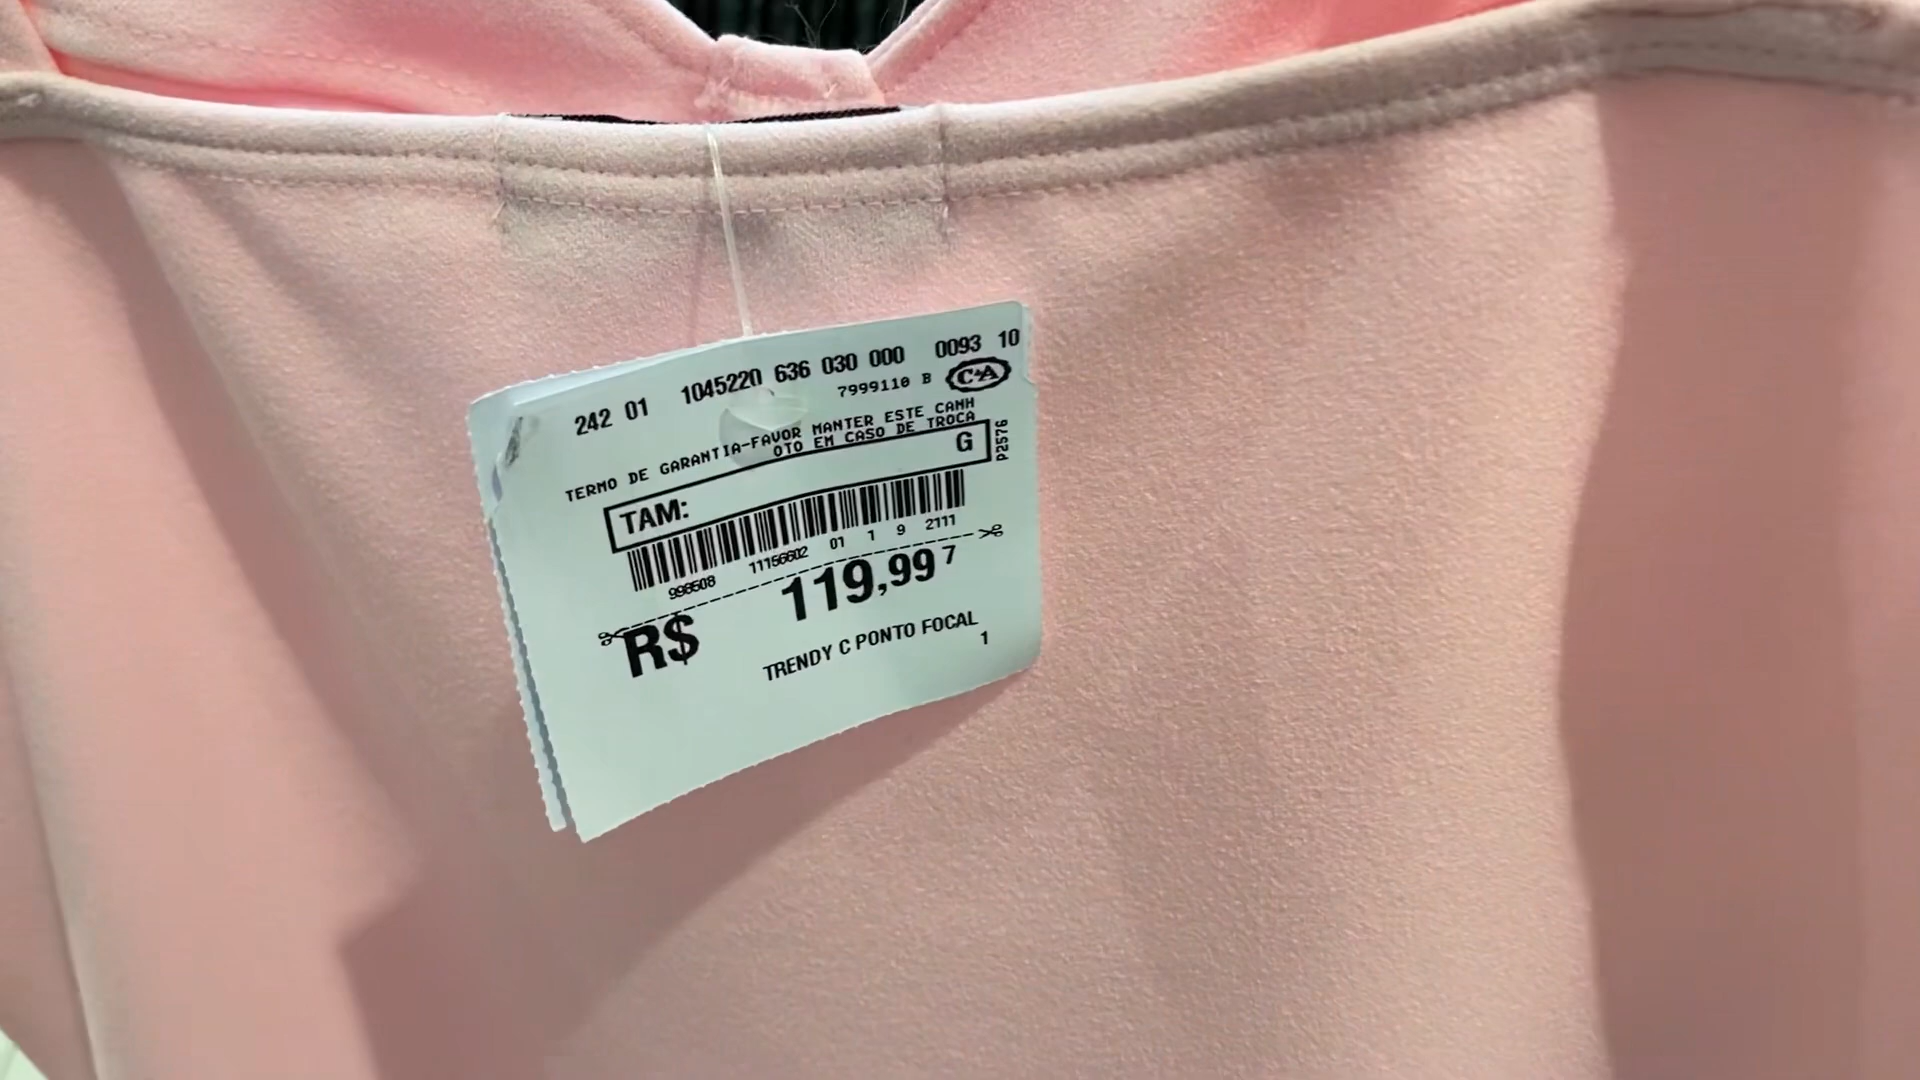 242 01 1045220 636 030 000 0093 10
7999110 B C&A
TERMO DE GARANTIA-FAVOR MANTER ESTE CANH
OTO EM CASO DE TROCA
TAM: G
P2576
998508 11156602 01 1 9 2111
R$ 119,99 7
TRENDY C PONTO FOCAL
1